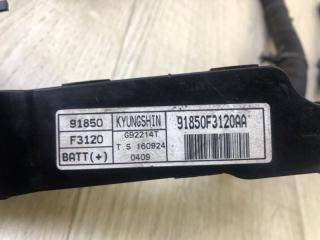 91850 KYUNGSHIN 91850F3120AA
F3120 G92214T
BATT(+) T.S 160924
0409